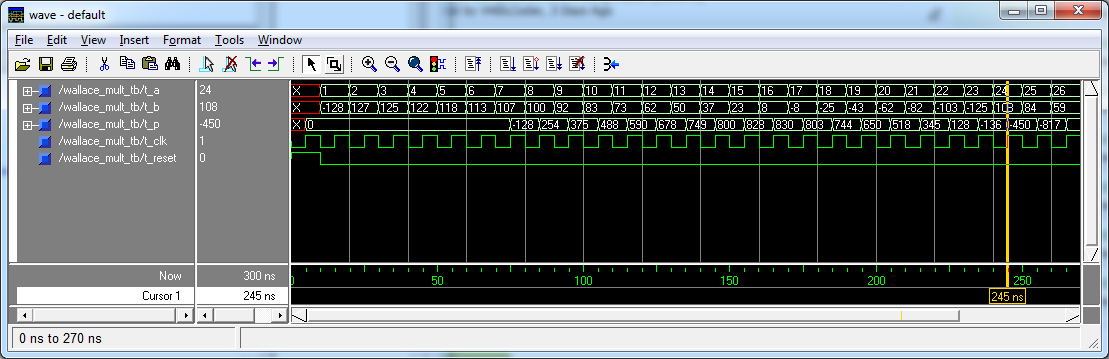 wave - default
File Edit View Insert Format Tools Window
/wallace_mult_tb/t_a 24 X 1 2 3 4 5 6 7 8 9 10 11 12 13 14 15 16 17 18 19 20 21 22 23 24 25 26
/wallace_mult_tb/t_b 108 X -128 127 125 122 118 113 107 100 92 83 73 62 50 37 23 8 -8 -25 -43 -62 -82 -103 -125 84 59
/wallace_mult_tb/t_p -450 X 0 -128 254 375 488 590 678 749 800 828 830 803 744 650 518 345 128 -136 -450 -817
/wallace_mult_tb/t_clk 1
/wallace_mult_tb/t_reset 0
Now 300 ns 0 50 100 150 200 250
Cursor 1 245 ns 245 ns
0 ns to 270 ns